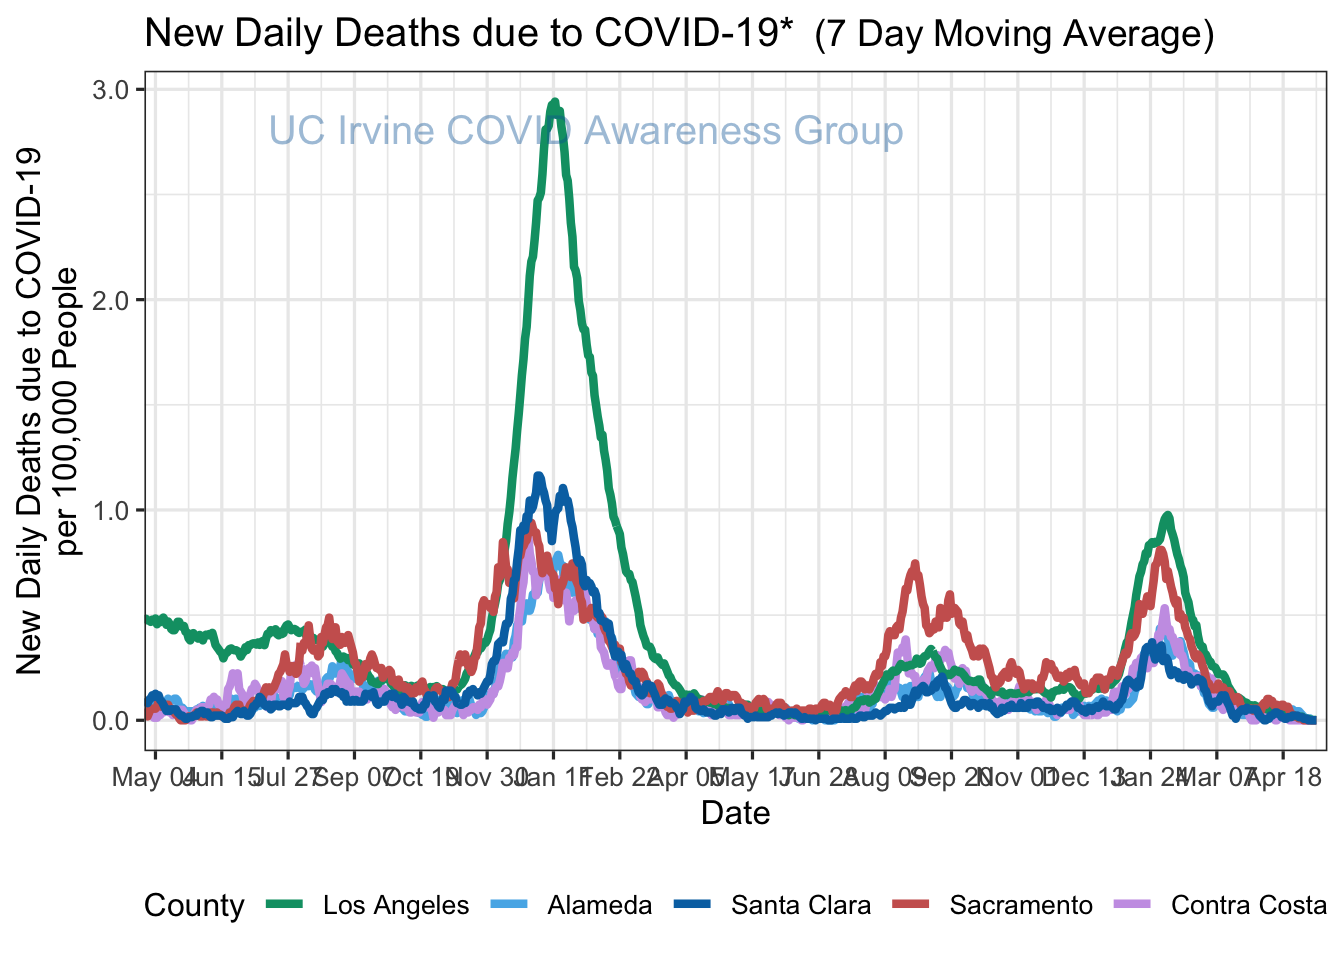 New Daily Deaths due to COVID-19* (7 Day Moving Average)
UC Irvine COVID Awareness Group
New Daily Deaths due to COVID-19
per 100,000 People
3.0
2.0
1.0
0.0
May 04 Jun 15 Jul 27 Sep 07 Oct 19 Nov 30 Jan 11 Feb 22 Apr 05 May 17 Jun 28 Aug 09 Sep 20 Nov 01 Dec 13 Jan 24 Mar 07 Apr 18
Date
County Los Angeles Alameda Santa Clara Sacramento Contra Costa